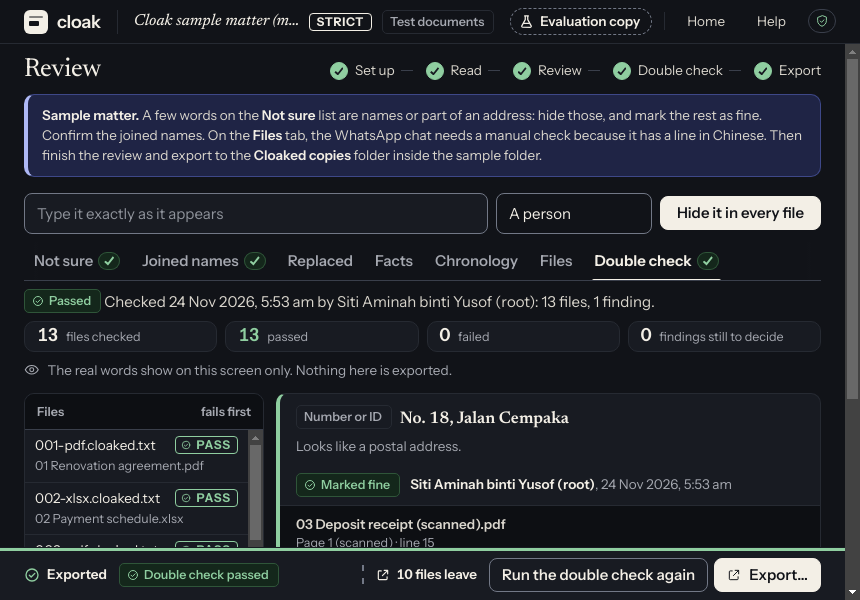 cloak
Cloak sample matter (m...
STRICT
Test documents
Evaluation copy
Home
Help
Review
Set up
Read
Review
Double check
Export
Sample matter. A few words on the Not sure list are names or part of an address: hide those, and mark the rest as fine.
Confirm the joined names. On the Files tab, the WhatsApp chat needs a manual check because it has a line in Chinese. Then
finish the review and export to the Cloaked copies folder inside the sample folder.
Type it exactly as it appears
A person
Hide it in every file
Not sure
Joined names
Replaced
Facts
Chronology
Files
Double check
Passed Checked 24 Nov 2026, 5:53 am by Siti Aminah binti Yusof (root): 13 files, 1 finding.
13 files checked
13 passed
0 failed
0 findings still to decide
The real words show on this screen only. Nothing here is exported.
Files
fails first
001-pdf.cloaked.txt
PASS
01 Renovation agreement.pdf
002-xlsx.cloaked.txt
PASS
02 Payment schedule.xlsx
Number or ID
No. 18, Jalan Cempaka
Looks like a postal address.
Marked fine
Siti Aminah binti Yusof (root), 24 Nov 2026, 5:53 am
03 Deposit receipt (scanned).pdf
Page 1 (scanned) · line 15
Exported
Double check passed
10 files leave
Run the double check again
Export...